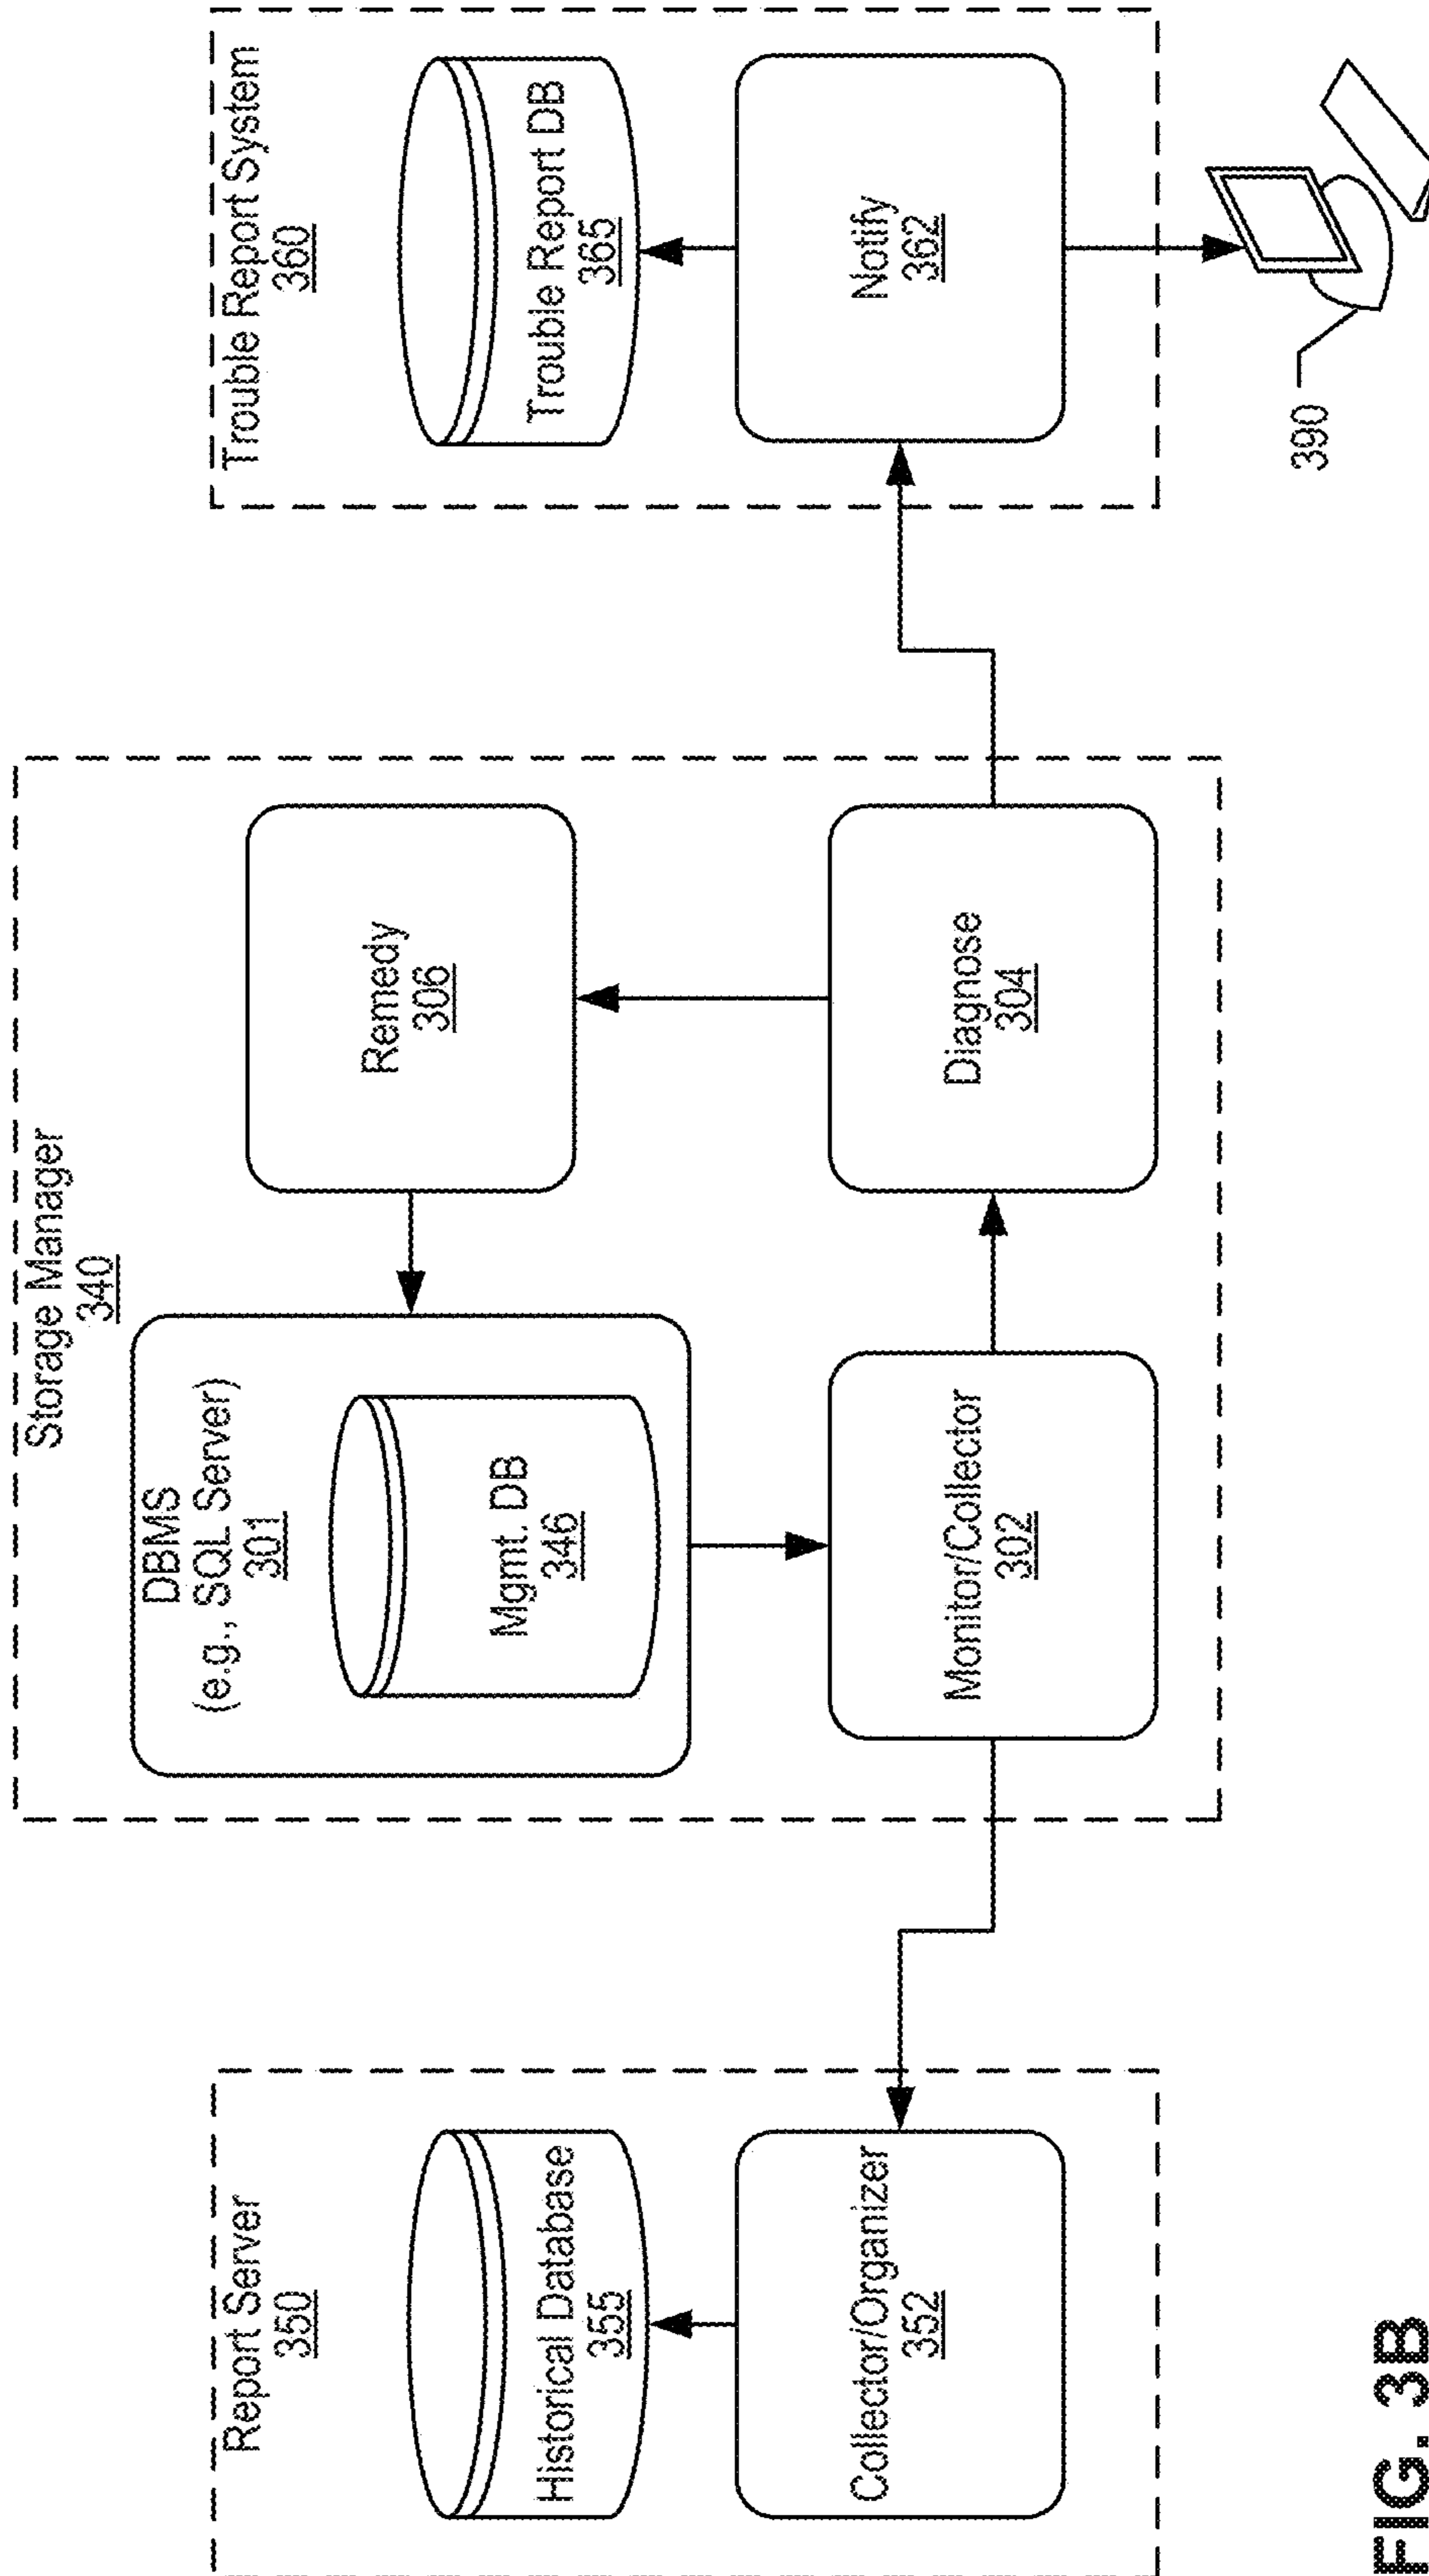 Report Server
350
Historical Database
355
Collector/Organizer
352
Storage Manager
340
DBMS
(e.g., SQL Server)
301
Mgmt. DB
346
Remedy
306
Monitor/Collector
302
Diagnose
304
Trouble Report System
360
Trouble Report DB
365
Notify
362
390
FIG. 3B